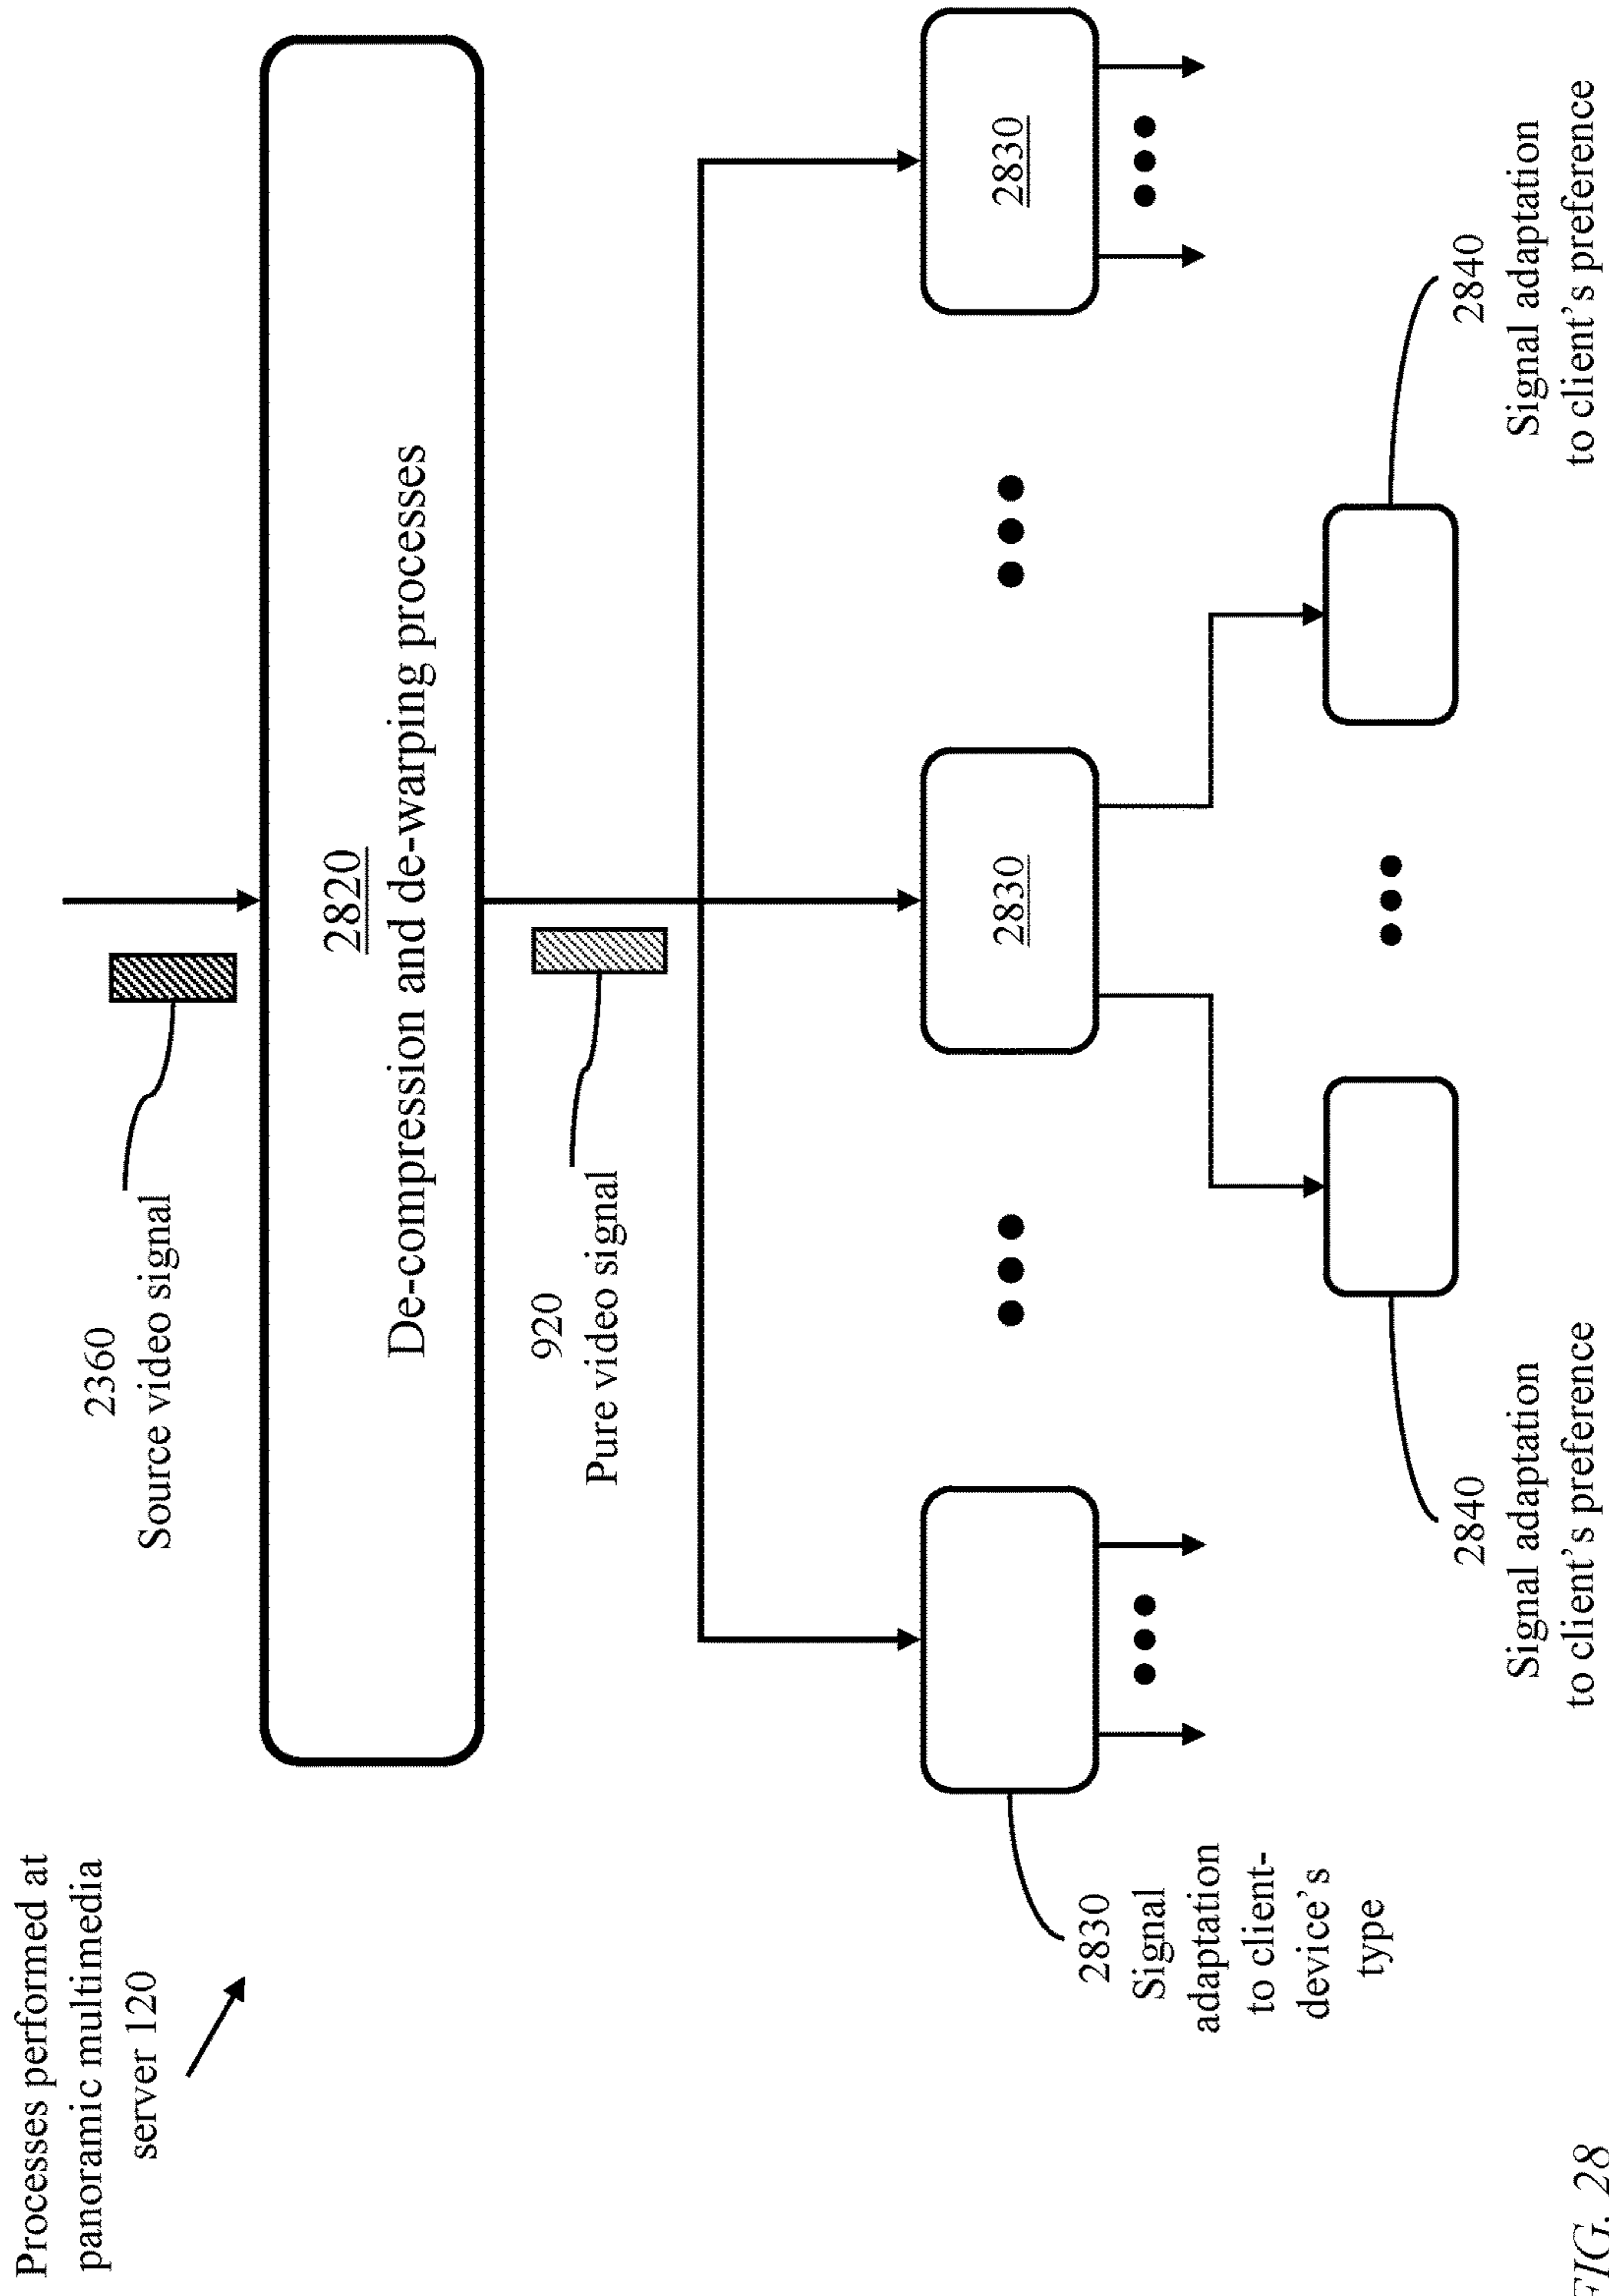 Processes performed at
panoramic multimedia
server 120
2360
Source video signal
2820
De-compression and de-warping processes
920
Pure video signal
2830
Signal
adaptation
to client-
device's
type
2830
2830
2840
Signal adaptation
to client's preference
2840
Signal adaptation
to client's preference
FIG. 28